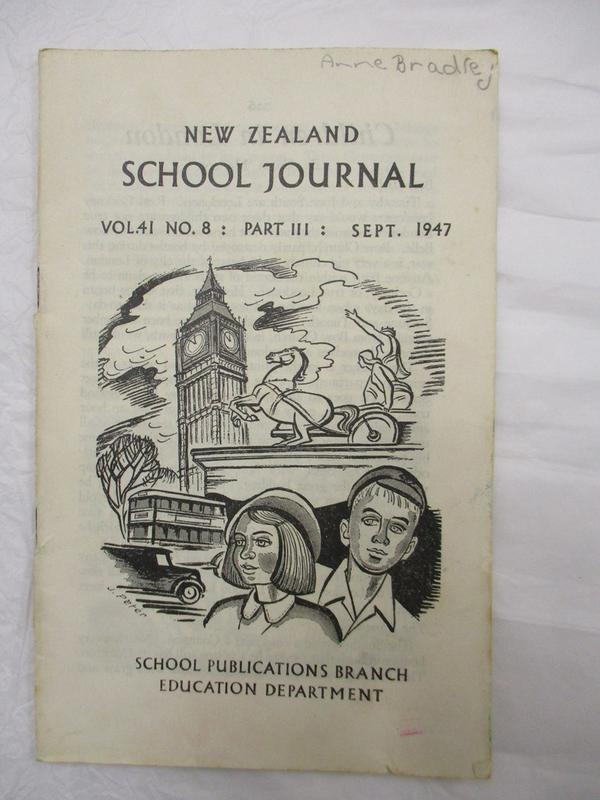 Anne Bradley
NEW ZEALAND
SCHOOL JOURNAL
VOL.41 NO. 8 : PART III : SEPT. 1947
J. Peter
SCHOOL PUBLICATIONS BRANCH
EDUCATION DEPARTMENT